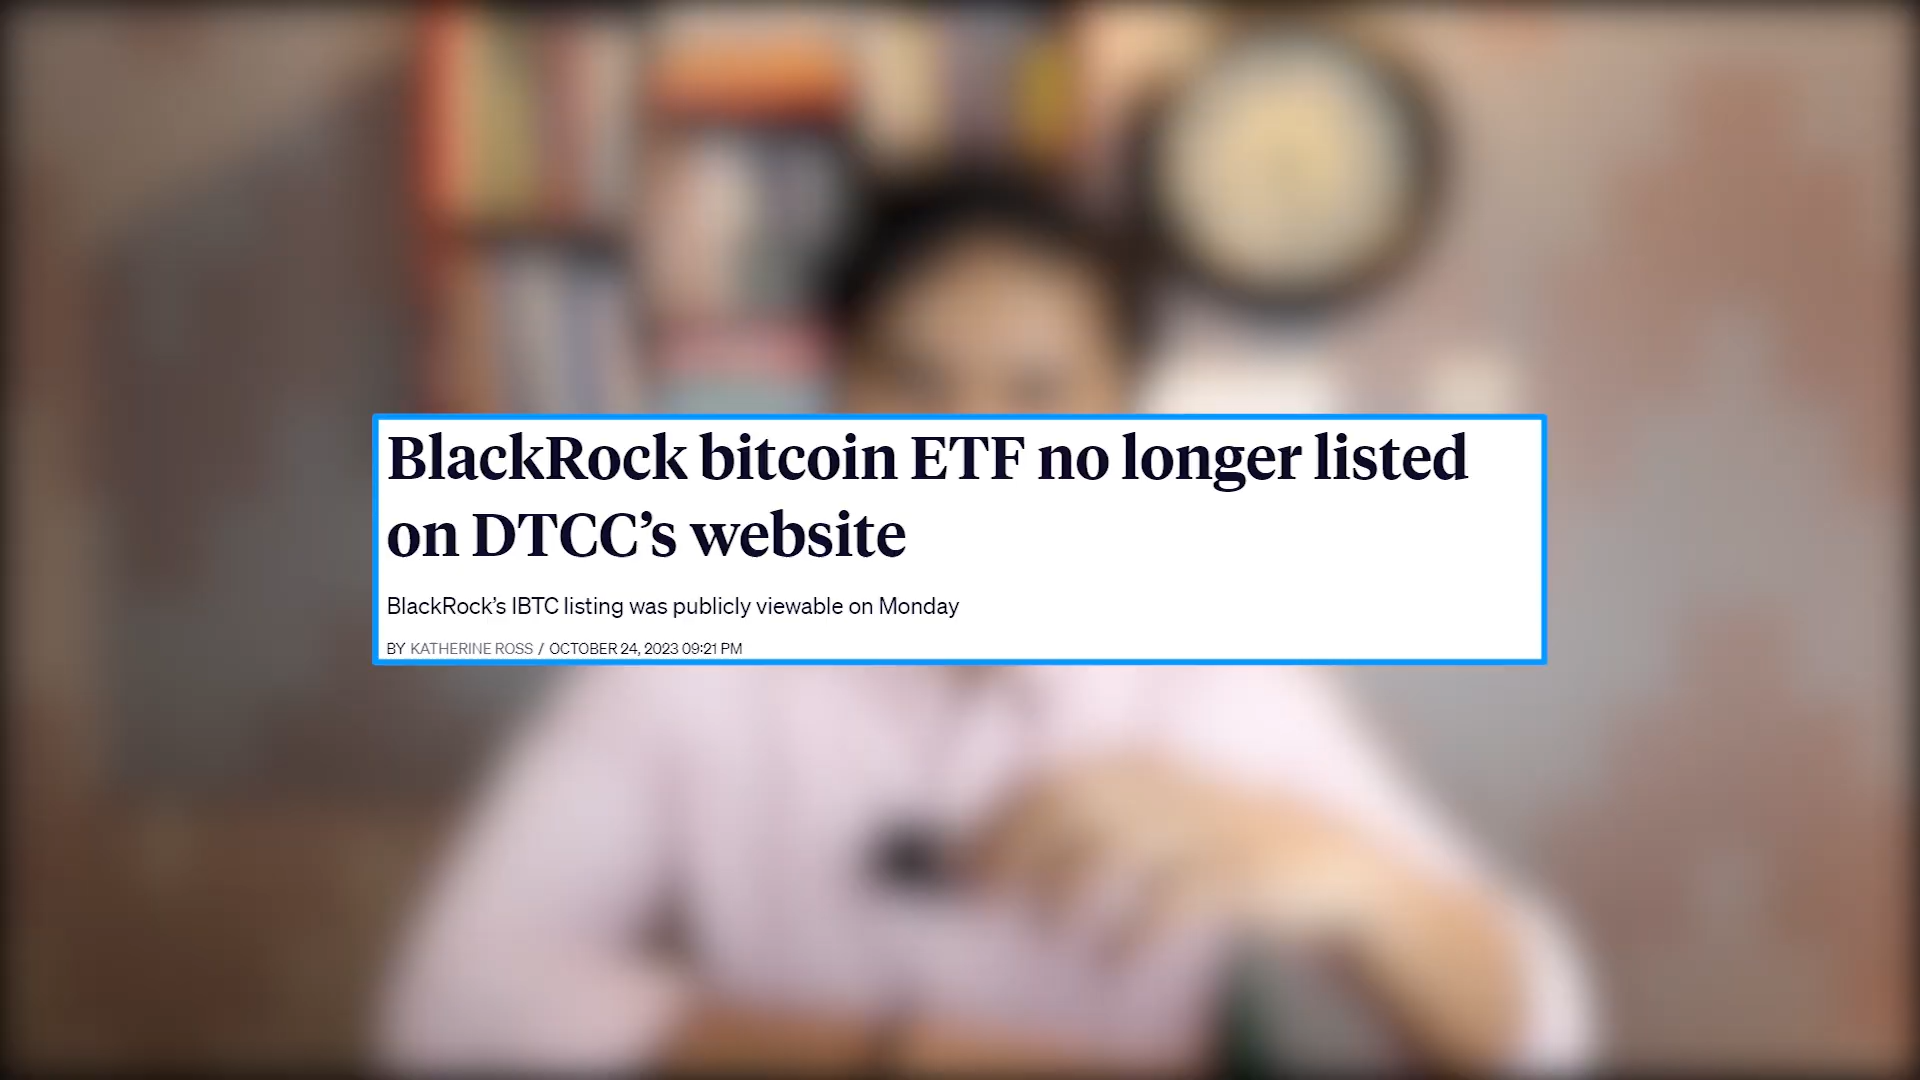 BlackRock bitcoin ETF no longer listed
on DTCC’s website
BlackRock’s IBTC listing was publicly viewable on Monday
BY KATHERINE ROSS / OCTOBER 24, 2023 09:21 PM